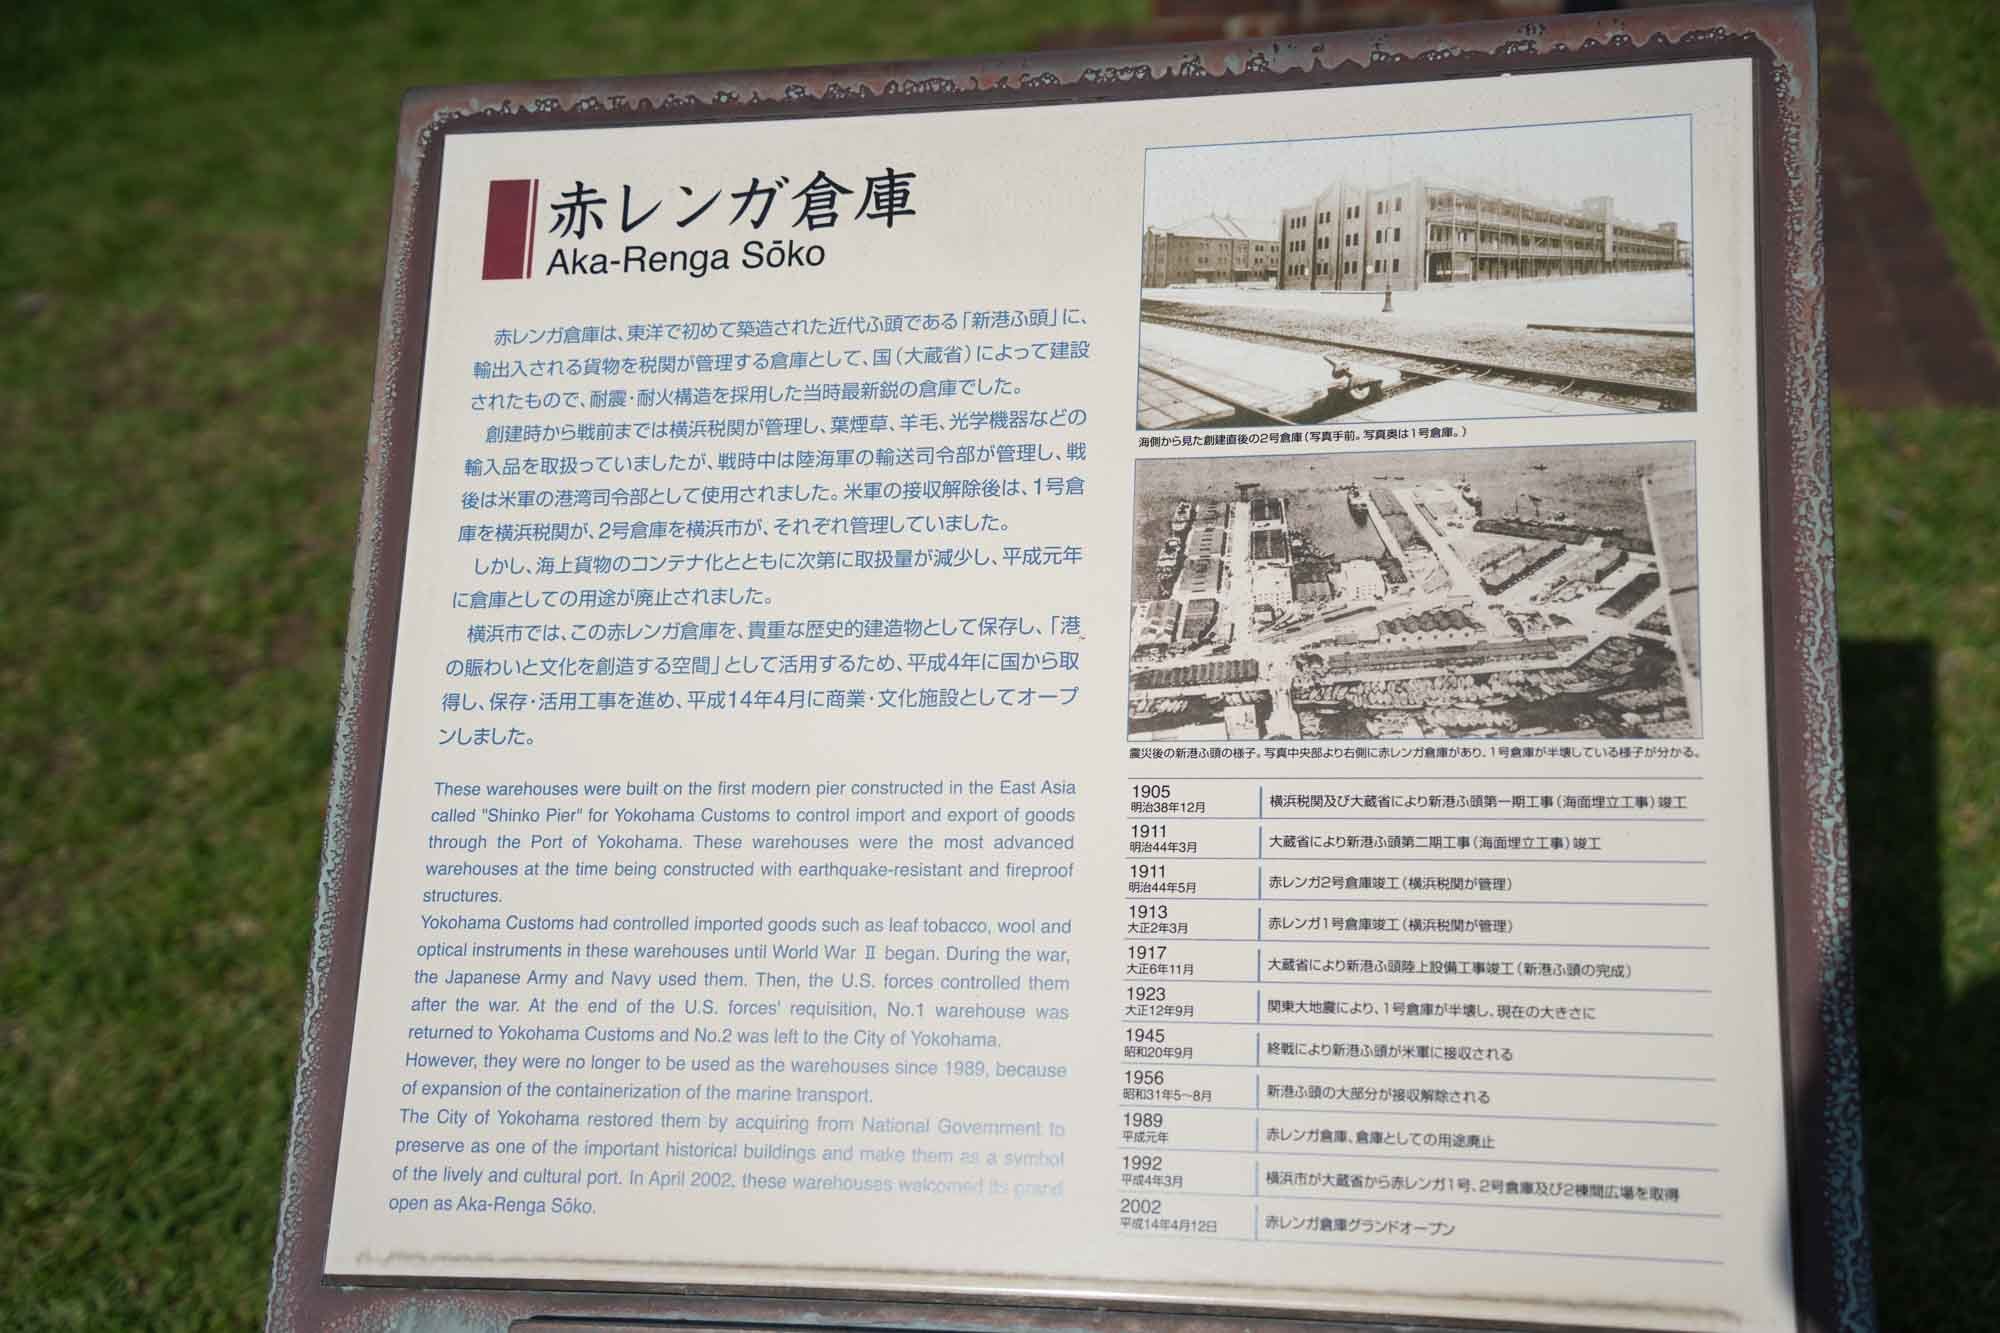 赤レンガ倉庫
Aka-Renga Sōko
赤レンガ倉庫は、東洋で初めて築造された近代ふ頭である「新港ふ頭」に、
輸出入される貨物を税関が管理する倉庫として、国（大蔵省）によって建設
されたもので、耐震・耐火構造を採用した当時最新鋭の倉庫でした。
創建時から戦前までは横浜税関が管理し、葉煙草、羊毛、光学機器などの
輸入品を取扱っていましたが、戦時中は陸海軍の輸送司令部が管理し、戦
後は米軍の港湾司令部として使用されました。米軍の接収解除後は、1号倉
庫を横浜税関が、2号倉庫を横浜市が、それぞれ管理していました。
しかし、海上貨物のコンテナ化とともに次第に取扱量が減少し、平成元年
に倉庫としての用途が廃止されました。
横浜市では、この赤レンガ倉庫を、貴重な歴史的建造物として保存し、「港
の賑わいと文化を創造する空間」として活用するため、平成4年に国から取
得し、保存・活用工事を進め、平成14年4月に商業・文化施設としてオープ
ンしました。
These warehouses were built on the first modern pier constructed in the East Asia
called "Shinko Pier" for Yokohama Customs to control import and export of goods
through the Port of Yokohama. These warehouses were the most advanced
warehouses at the time being constructed with earthquake-resistant and fireproof
structures.
Yokohama Customs had controlled imported goods such as leaf tobacco, wool and
optical instruments in these warehouses until World War Ⅱ began. During the war,
the Japanese Army and Navy used them. Then, the U.S. forces controlled them
after the war. At the end of the U.S. forces' requisition, No.1 warehouse was
returned to Yokohama Customs and No.2 was left to the City of Yokohama.
However, they were no longer to be used as the warehouses since 1989, because
of expansion of the containerization of the marine transport.
The City of Yokohama restored them by acquiring from National Government to
preserve as one of the important historical buildings and make them as a symbol
of the lively and cultural port. In April 2002, these warehouses welcomed its grand
open as Aka-Renga Sōko.
海側から見た創建直後の2号倉庫（写真手前。写真奥は1号倉庫。）
震災後の新港ふ頭の様子。写真中央部より右側に赤レンガ倉庫があり、1号倉庫が半壊している様子が分かる。
1905
明治38年12月
横浜税関及び大蔵省により新港ふ頭第一期工事（海面埋立工事）竣工
1911
明治44年3月
大蔵省により新港ふ頭第二期工事（海面埋立工事）竣工
1911
明治44年5月
赤レンガ2号倉庫竣工（横浜税関が管理）
1913
大正2年3月
赤レンガ1号倉庫竣工（横浜税関が管理）
1917
大正6年11月
大蔵省により新港ふ頭陸上設備工事竣工（新港ふ頭の完成）
1923
大正12年9月
関東大地震により、1号倉庫が半壊し、現在の大きさに
1945
昭和20年9月
終戦により新港ふ頭が米軍に接収される
1956
昭和31年5～8月
新港ふ頭の大部分が接収解除される
1989
平成元年
赤レンガ倉庫、倉庫としての用途廃止
1992
平成4年3月
横浜市が大蔵省から赤レンガ1号、2号倉庫及び2棟間広場を取得
2002
平成14年4月12日
赤レンガ倉庫グランドオープン